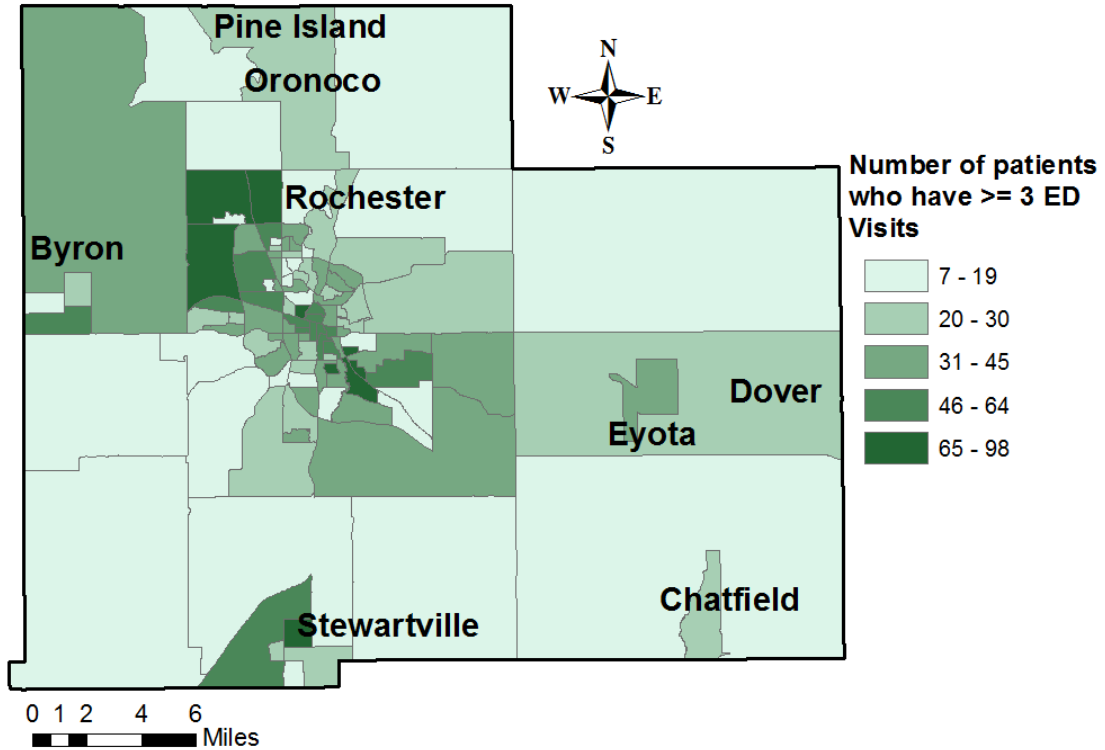 Pine Island
Oronoco
N
W E
S
Rochester
Number of patients
who have >= 3 ED
Visits
Byron
7 - 19
20 - 30
31 - 45
46 - 64
65 - 98
Dover
Eyota
Chatfield
Stewartville
0 1 2 4 6
Miles